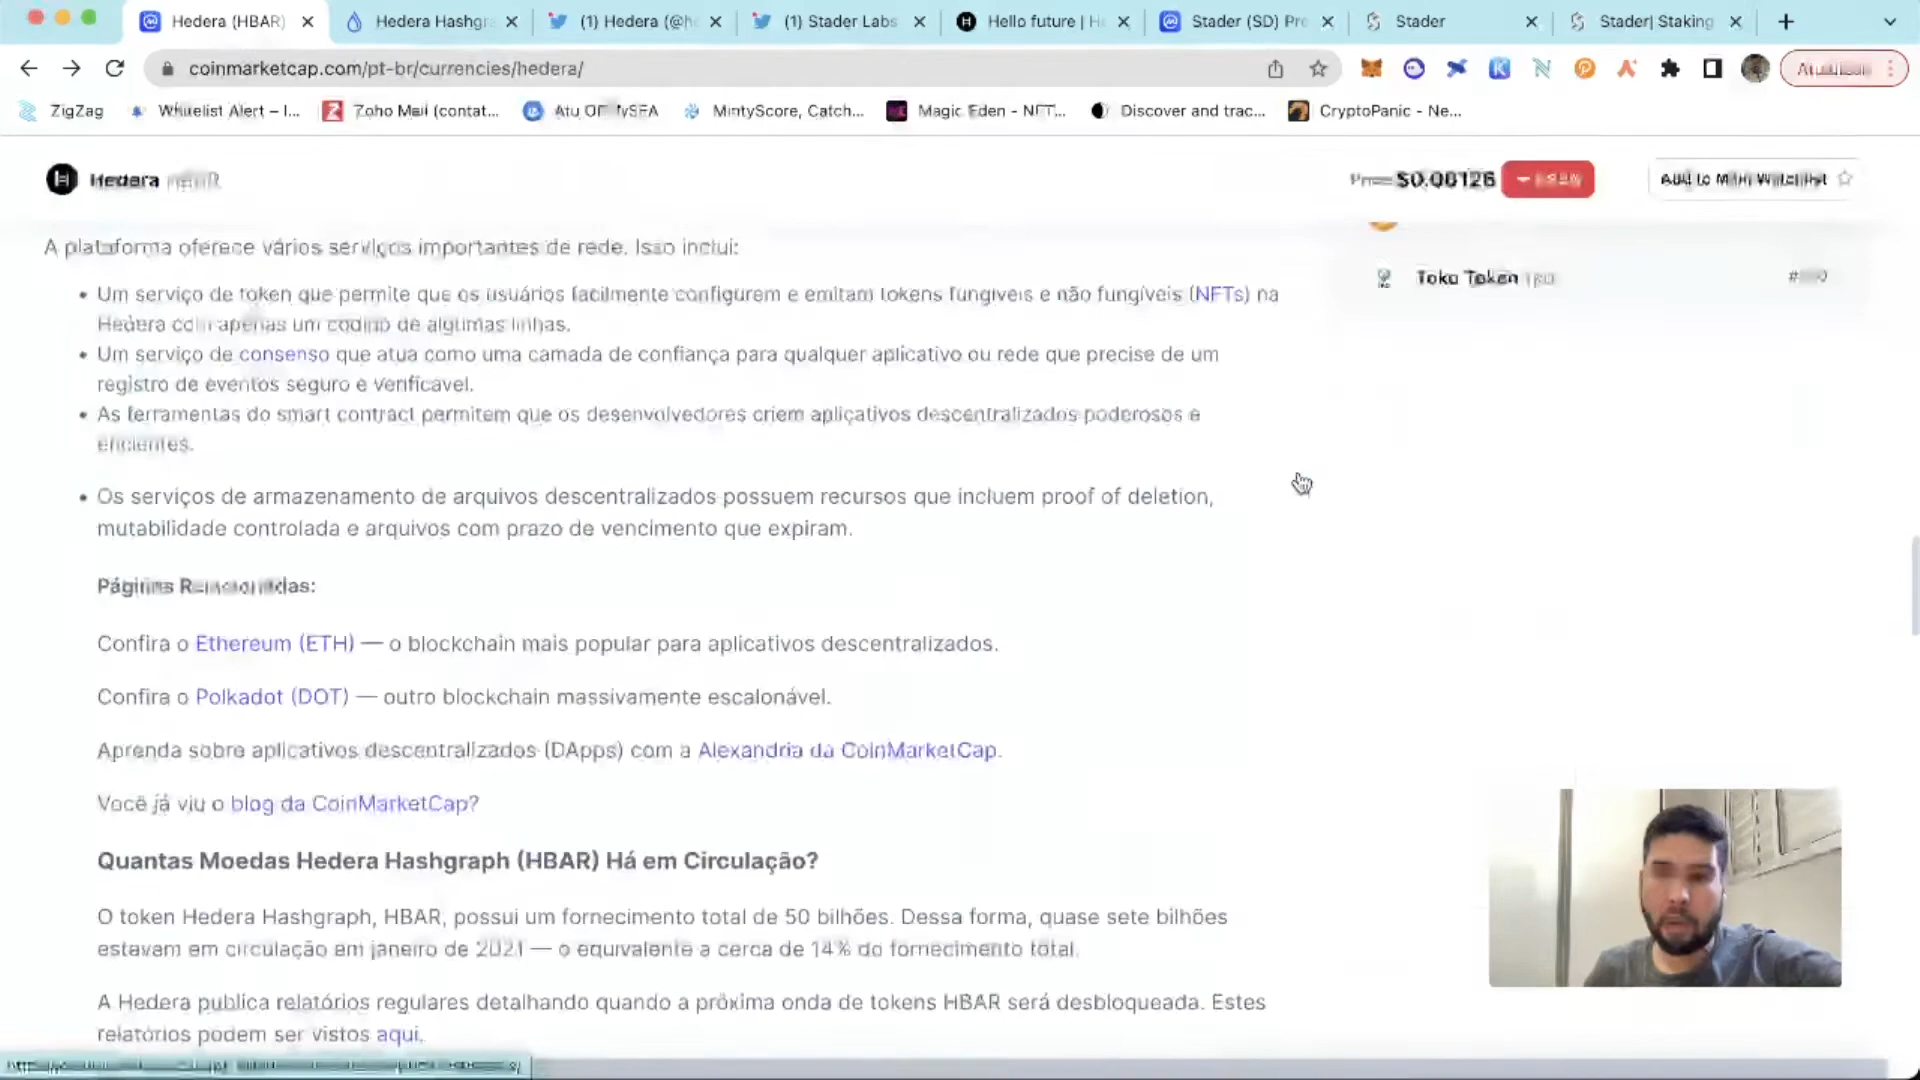 Hedera (HBAR)
Hedera Hashgr
(1) Hedera (@h
(1) Stader Labs
Hello future | H
Stader (SD) Pr
Stader
Stader| Staking
coinmarketcap.com/pt-br/currencies/hedera/
ZigZag
Whitelist Alert – I...
Zoho Mail (contat...
MintyScore, Catch...
Magic Eden - NFT...
Discover and trac...
CryptoPanic - Ne...
Hedera
Add to Main Watchlist
A plataforma oferece vários serviços importantes de rede. Isso inclui:
Toko Token
• Um serviço de token que permite que os usuários facilmente configurem e emitam tokens fungíveis e não fungíveis (NFTs) na
Hedera com apenas um código de algumas linhas.
• Um serviço de consenso que atua como uma camada de confiança para qualquer aplicativo ou rede que precise de um
registro de eventos seguro e verificável.
• As ferramentas do smart contract permitem que os desenvolvedores criem aplicativos descentralizados poderosos e
eficientes.
• Os serviços de armazenamento de arquivos descentralizados possuem recursos que incluem proof of deletion,
mutabilidade controlada e arquivos com prazo de vencimento que expiram.
Páginas
Confira o Ethereum (ETH) — o blockchain mais popular para aplicativos descentralizados.
Confira o Polkadot (DOT) — outro blockchain massivamente escalonável.
Aprenda sobre aplicativos descentralizados (DApps) com a Alexandria da CoinMarketCap.
Você já viu o blog da CoinMarketCap?
Quantas Moedas Hedera Hashgraph (HBAR) Há em Circulação?
O token Hedera Hashgraph, HBAR, possui um fornecimento total de 50 bilhões. Dessa forma, quase sete bilhões
estavam em circulação em janeiro de 2021 — o equivalente a cerca de 14% do fornecimento total.
A Hedera publica relatórios regulares detalhando quando a próxima onda de tokens HBAR será desbloqueada. Estes
relatórios podem ser vistos aqui.